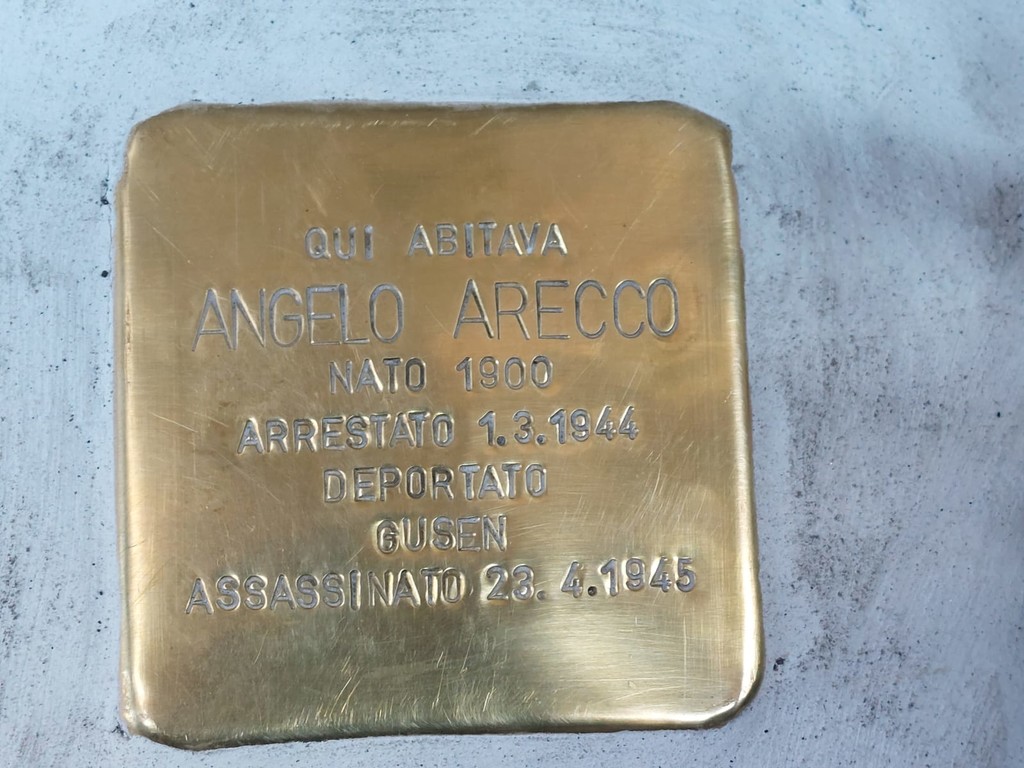 QUI ABITAVA
ANGELO ARECCO
NATO 1900
ARRESTATO 1.3.1944
DEPORTATO
GUSEN
ASSASSINATO 23.4.1945